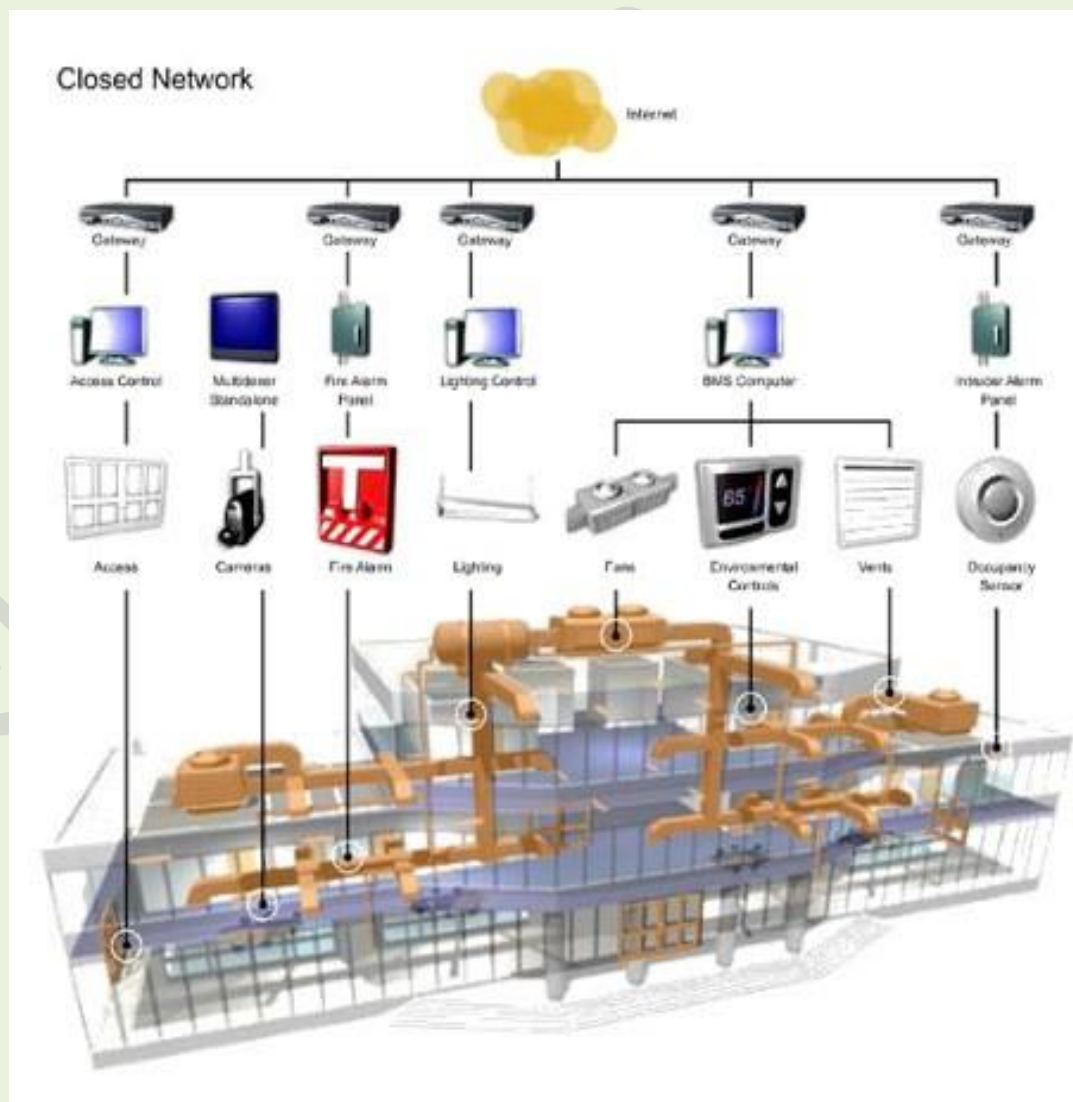 Closed Network
Internet
Gateway
Gateway
Gateway
Gateway
Gateway
Access Control
Multiplexer
Standalone
Fire Alarm
Panel
Lighting Control
BMS Computer
Intruder Alarm
Panel
65
Access
Cameras
Fire Alarm
Lighting
Fans
Environmental
Controls
Vents
Occupancy
Sensor